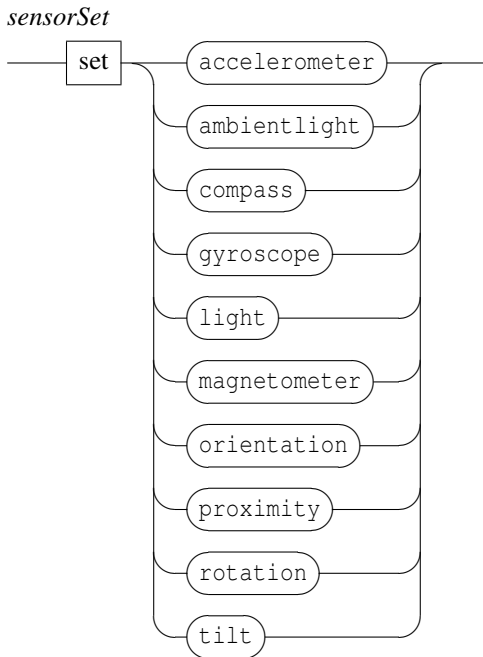 sensorSet
set accelerometer
ambientlight
compass
gyroscope
light
magnetometer
orientation
proximity
rotation
tilt